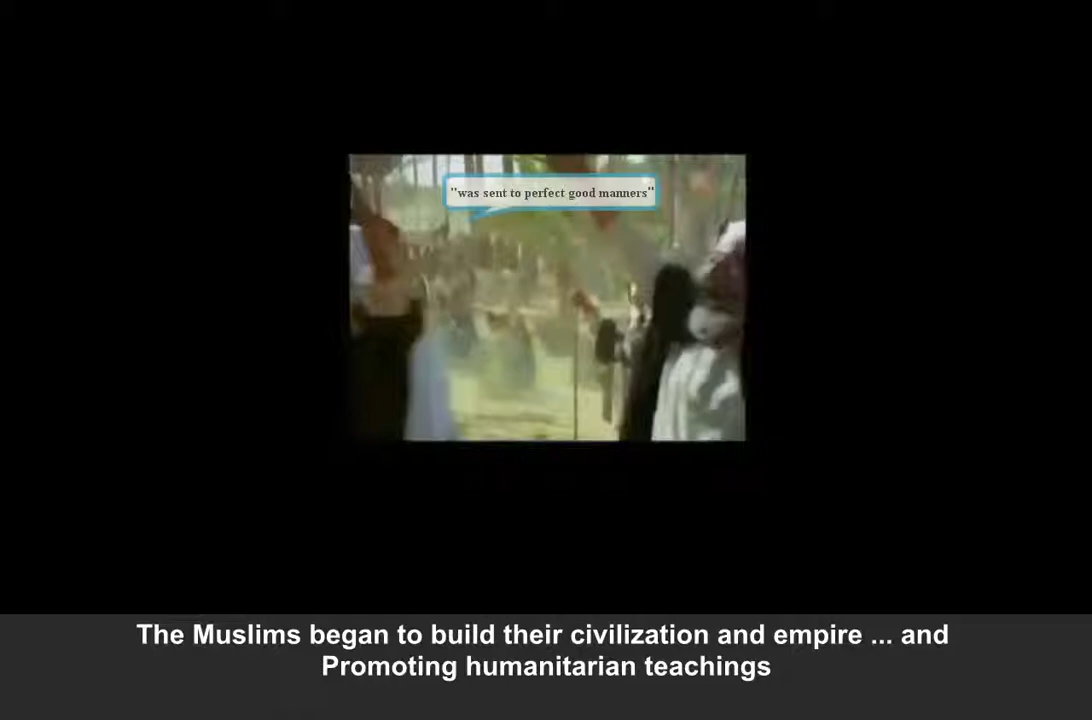 "was sent to perfect good manners"
The Muslims began to build their civilization and empire ... and
Promoting humanitarian teachings